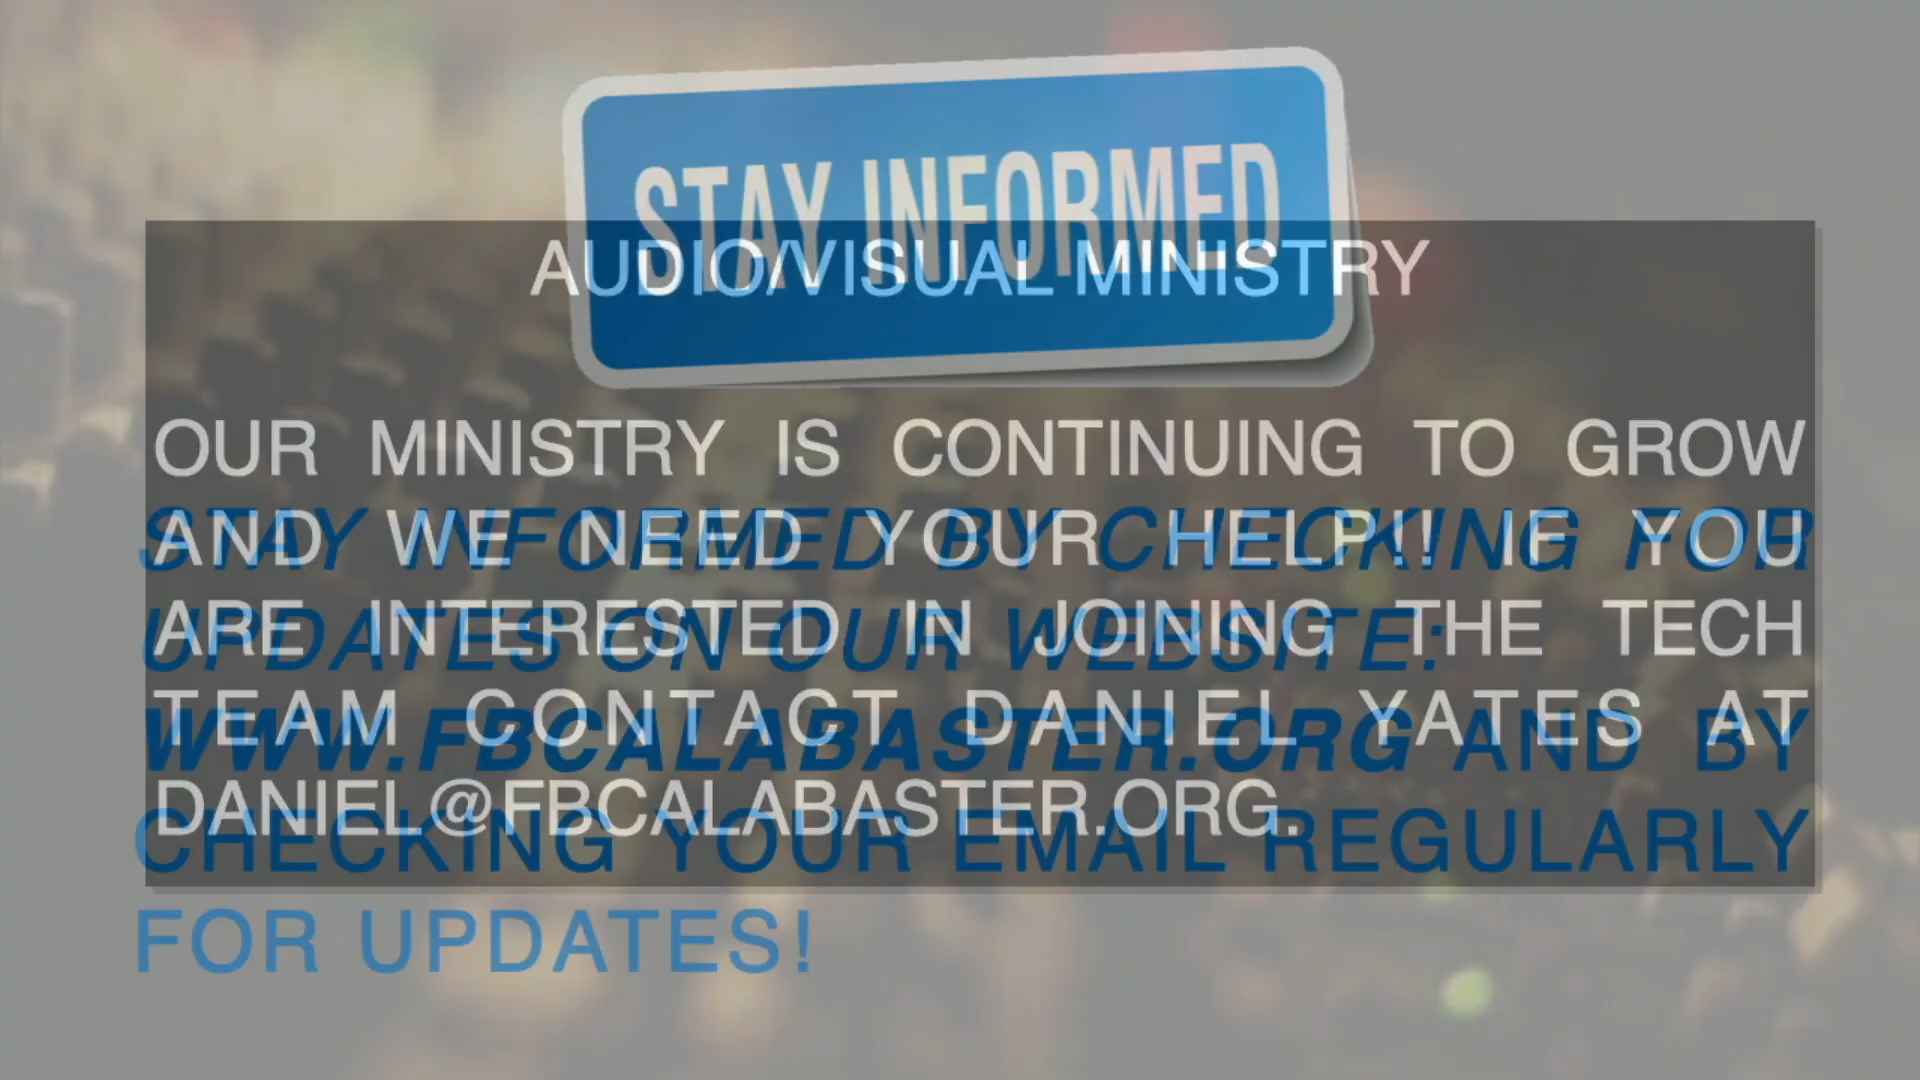 STAY INFORMED
AUDIO/VISUAL MINISTRY
OUR MINISTRY IS CONTINUING TO GROW
AND WE NEED YOUR HELP!! IF YOU
ARE INTERESTED IN JOINING THE TECH
TEAM CONTACT DANIEL YATES AT
DANIEL@FBCALABASTER.ORG.
STAY INFORMED BY CHECKING FOR
UPDATES ON OUR WEBSITE:
WWW.FBCALABASTER.ORG AND BY
CHECKING YOUR EMAIL REGULARLY
FOR UPDATES!